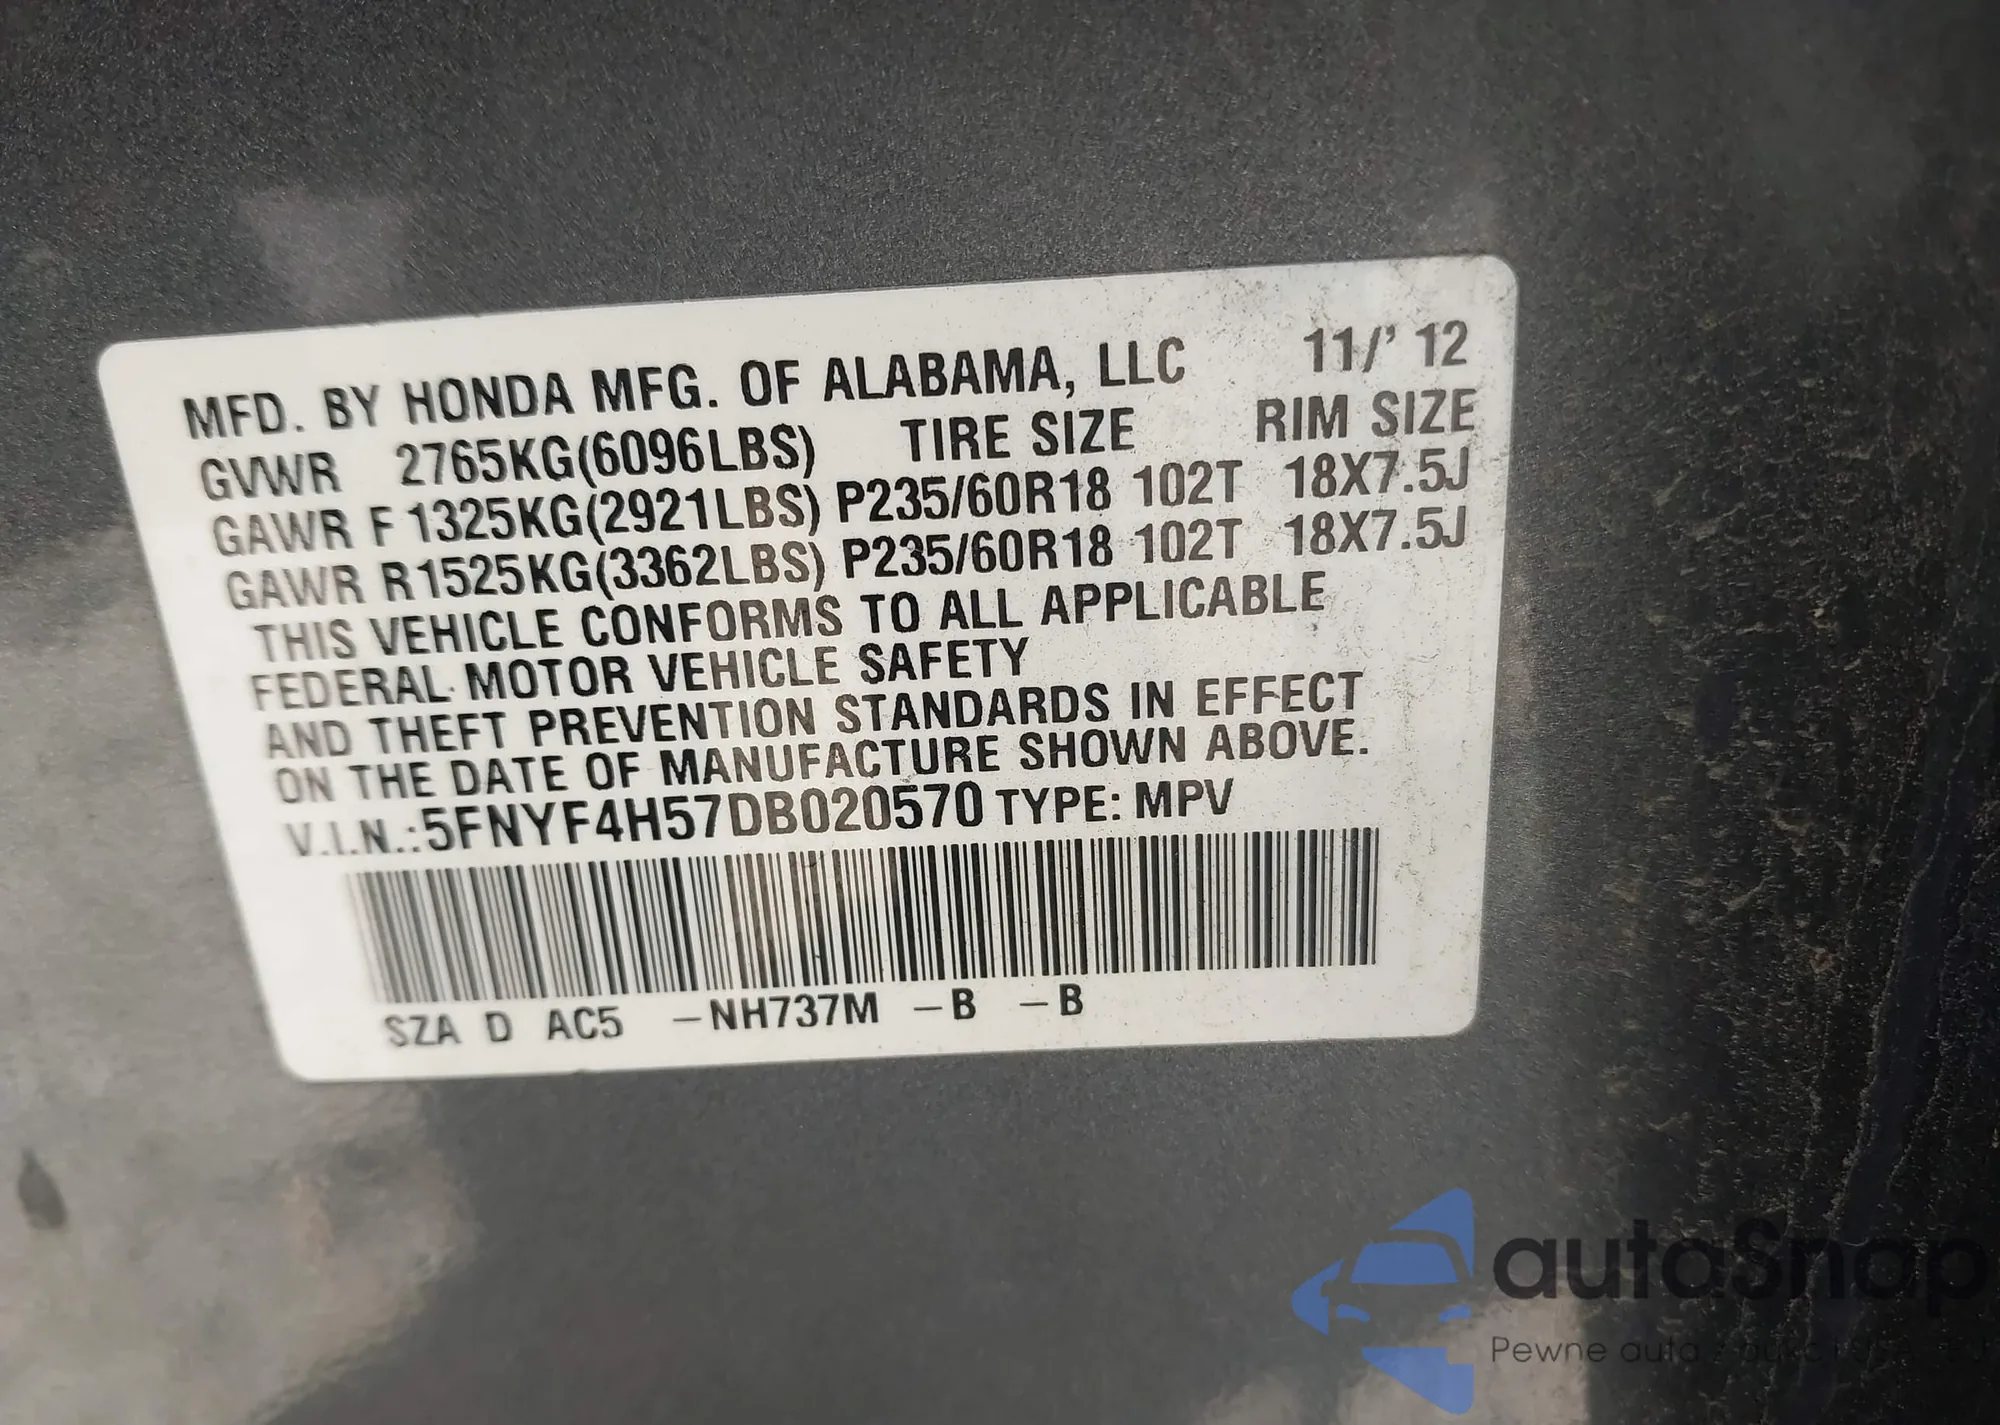 MFD. BY HONDA MFG. OF ALABAMA, LLC 11/' 12
GVWR 2765KG(6096LBS) TIRE SIZE RIM SIZE
GAWR F 1325KG(2921LBS) P235/60R18 102T 18X7.5J
GAWR R1525KG(3362LBS) P235/60R18 102T 18X7.5J
THIS VEHICLE CONFORMS TO ALL APPLICABLE
FEDERAL MOTOR VEHICLE SAFETY
AND THEFT PREVENTION STANDARDS IN EFFECT
ON THE DATE OF MANUFACTURE SHOWN ABOVE.
V.I.N.:5FNYF4H57DB020570 TYPE: MPV
SZA D AC5 -NH737M -B -B
autaSnap
Pewne auta